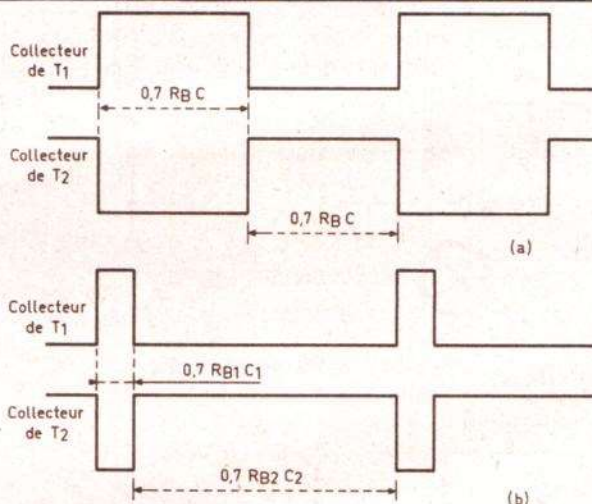 Collecteur
de T1
0,7 RB C
Collecteur
de T2
0,7 RB C
(a)
Collecteur
de T1
0,7 RB1 C1
Collecteur
de T2
0,7 RB2 C2
(b)